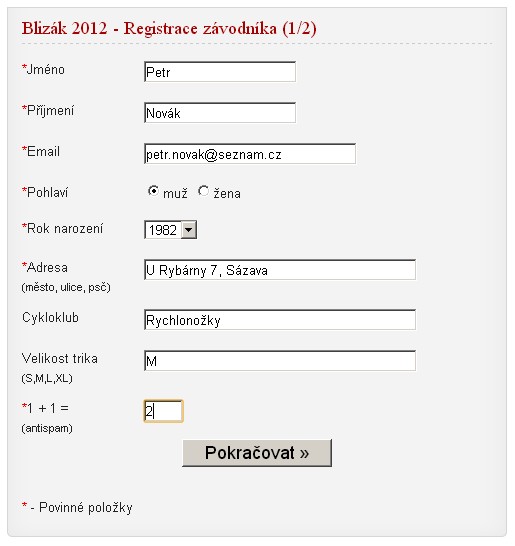 Blizák 2012 - Registrace závodníka (1/2)
*Jméno Petr
*Příjmení Novák
*Email petr.novak@seznam.cz
*Pohlaví muž žena
*Rok narození 1982
*Adresa U Rybárny 7, Sázava
(město, ulice, psč)
Cykloklub Rychlonožky
Velikost trika M
(S,M,L,XL)
*1 + 1 = 2
(antispam)
Pokračovat »
* - Povinné položky